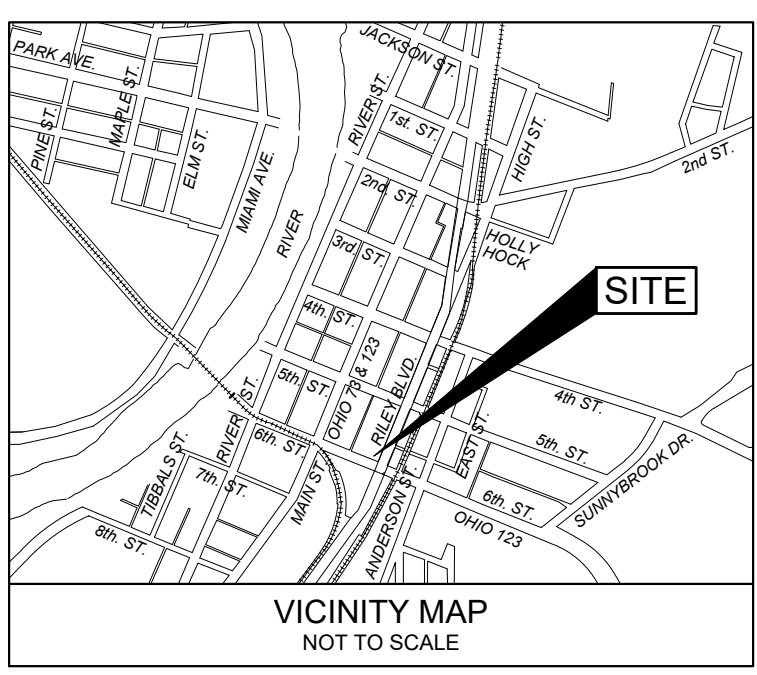 JACKSON ST.
PARK AVE.
MAPLE ST.
PINE ST.
ELM ST.
MIAMI AVE.
RIVER
RIVER ST.
1st. ST.
HIGH ST.
2nd ST.
2nd. ST.
HOLLY
HOCK
3rd. ST.
SITE
4th. ST.
OHIO 73 & 123
RILEY BLVD.
5th. ST.
4th ST.
5th. ST.
EAST ST.
SUNNYBROOK DR.
RIVER ST.
6th. ST.
TIBBALS ST.
7th. ST.
MAIN ST.
ANDERSON ST.
6th. ST.
OHIO 123
8th. ST.
VICINITY MAP
NOT TO SCALE